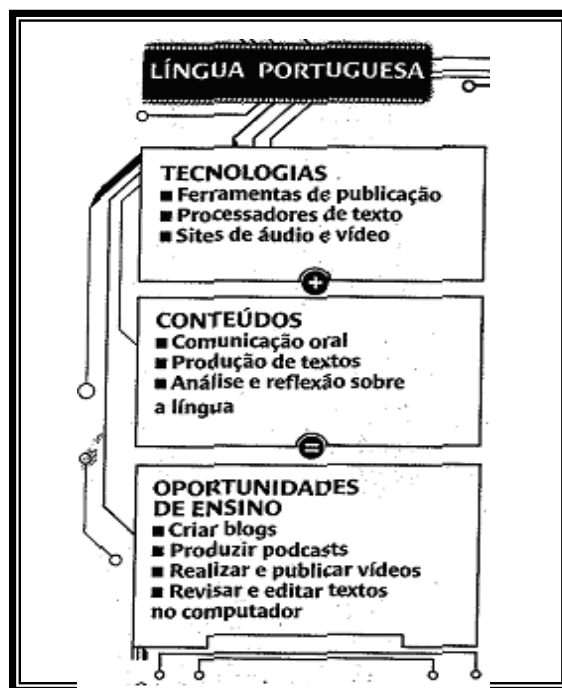 LÍNGUA PORTUGUESA
TECNOLOGIAS
■ Ferramentas de publicação
■ Processadores de texto
■ Sites de áudio e vídeo
+
CONTEÚDOS
■ Comunicação oral
■ Produção de textos
■ Análise e reflexão sobre
a língua
=
OPORTUNIDADES
DE ENSINO
■ Criar blogs
■ Produzir podcasts
■ Realizar e publicar vídeos
■ Revisar e editar textos
no computador